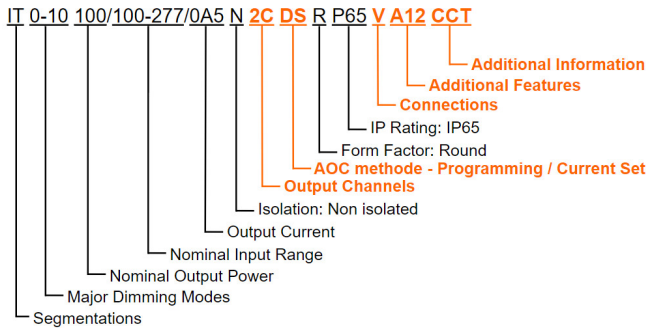 IT 0-10 100/100-277/0A5 N 2C DS R P65 V A12 CCT
Additional Information
Additional Features
Connections
IP Rating: IP65
Form Factor: Round
AOC methode - Programming / Current Set
Output Channels
Isolation: Non isolated
Output Current
Nominal Input Range
Nominal Output Power
Major Dimming Modes
Segmentations